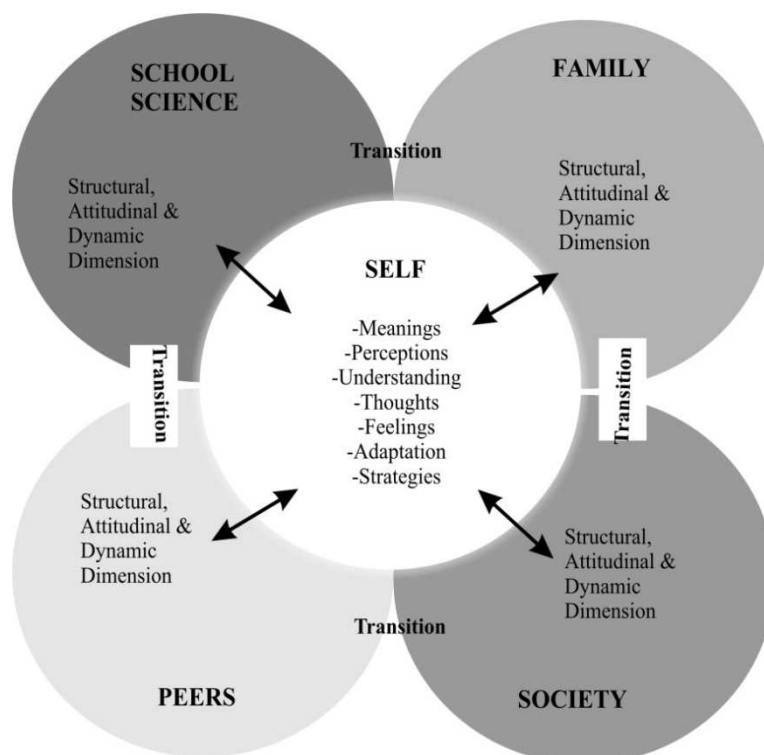 SCHOOL
SCIENCE
Structural,
Attitudinal &
Dynamic
Dimension
Transition
FAMILY
Structural,
Attitudinal &
Dynamic
Dimension
SELF
-Meanings
-Perceptions
-Understanding
-Thoughts
-Feelings
-Adaptation
-Strategies
Transition
Transition
Structural,
Attitudinal &
Dynamic
Dimension
PEERS
Transition
Structural,
Attitudinal &
Dynamic
Dimension
SOCIETY